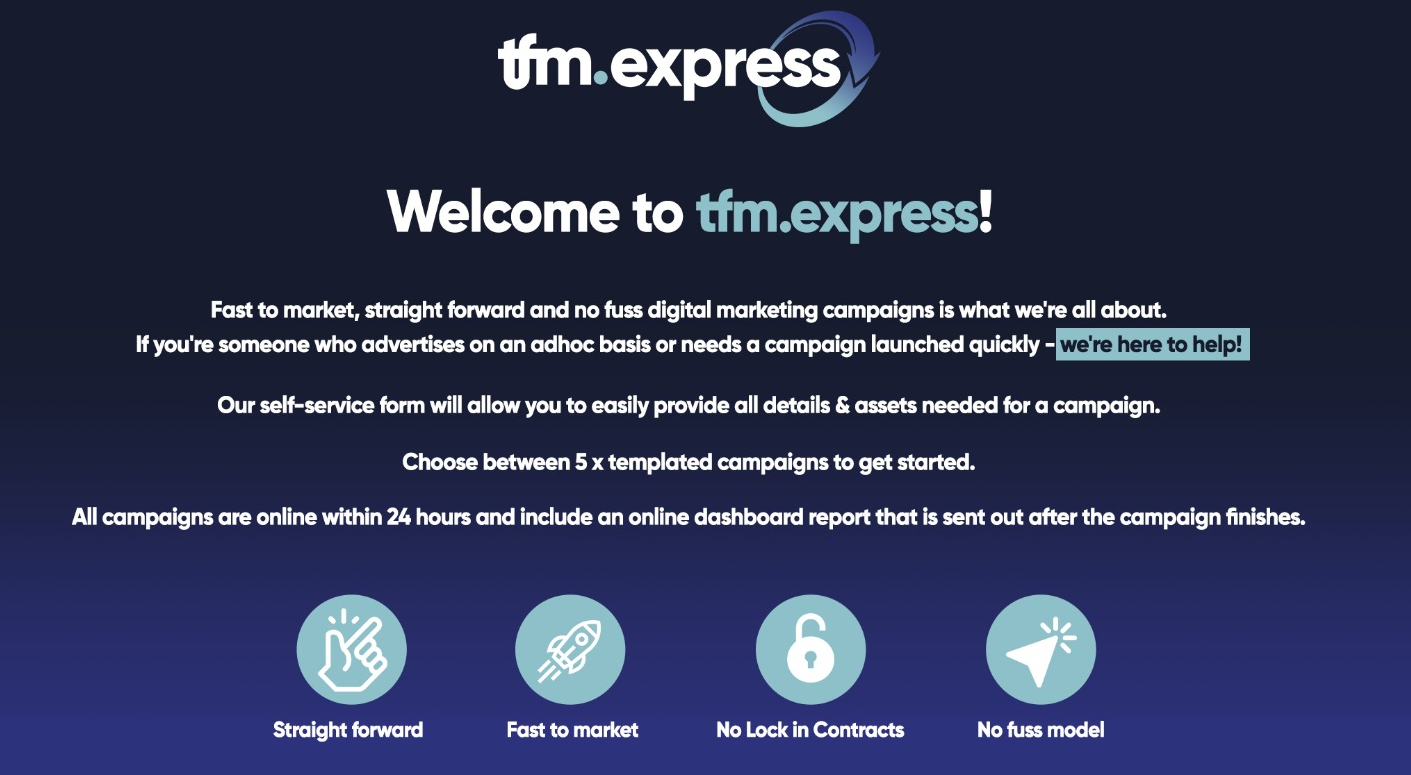 tfm.express
Welcome to tfm.express!
Fast to market, straight forward and no fuss digital marketing campaigns is what we're all about.
If you're someone who advertises on an adhoc basis or needs a campaign launched quickly - we're here to help!
Our self-service form will allow you to easily provide all details & assets needed for a campaign.
Choose between 5 x templated campaigns to get started.
All campaigns are online within 24 hours and include an online dashboard report that is sent out after the campaign finishes.
Straight forward
Fast to market
No Lock in Contracts
No fuss model